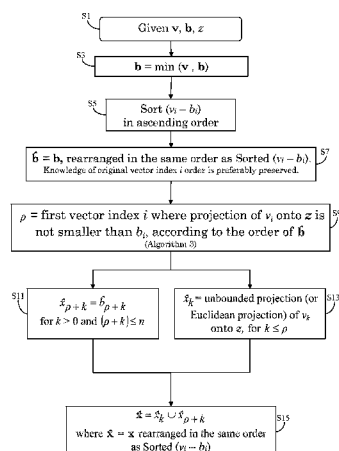 S1
Given v, b, z
S3
b = min (v , b)
S5
Sort (vᵢ – bᵢ)
in ascending order
S7
b̂ = b, rearranged in the same order as Sorted (vᵢ – bᵢ).
Knowledge of original vector index i order is preferably preserved.
ρ = first vector index i where projection of vᵢ onto z is
not smaller than bᵢ, according to the order of b̂
(Algorithm 3)
S11
x̂ρ+k = b̂ρ+k
for k > 0 and (ρ+k) ≤ n
S13
x̂ₖ = unbounded projection (or
Euclidean projection) of vₖ
onto z, for k ≤ ρ
x̂ = x̂ₖ ∪ x̂ρ+k
where x̂ = x rearranged in the same order
as Sorted (vᵢ – bᵢ)
S15